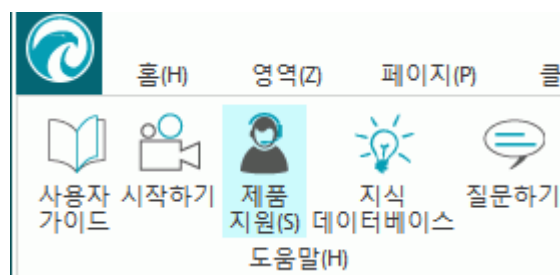 홈(H) 영역(Z) 페이지(P) 클
사용자 시작하기 제품 지식 질문하기
가이드 지원(S) 데이터베이스
도움말(H)